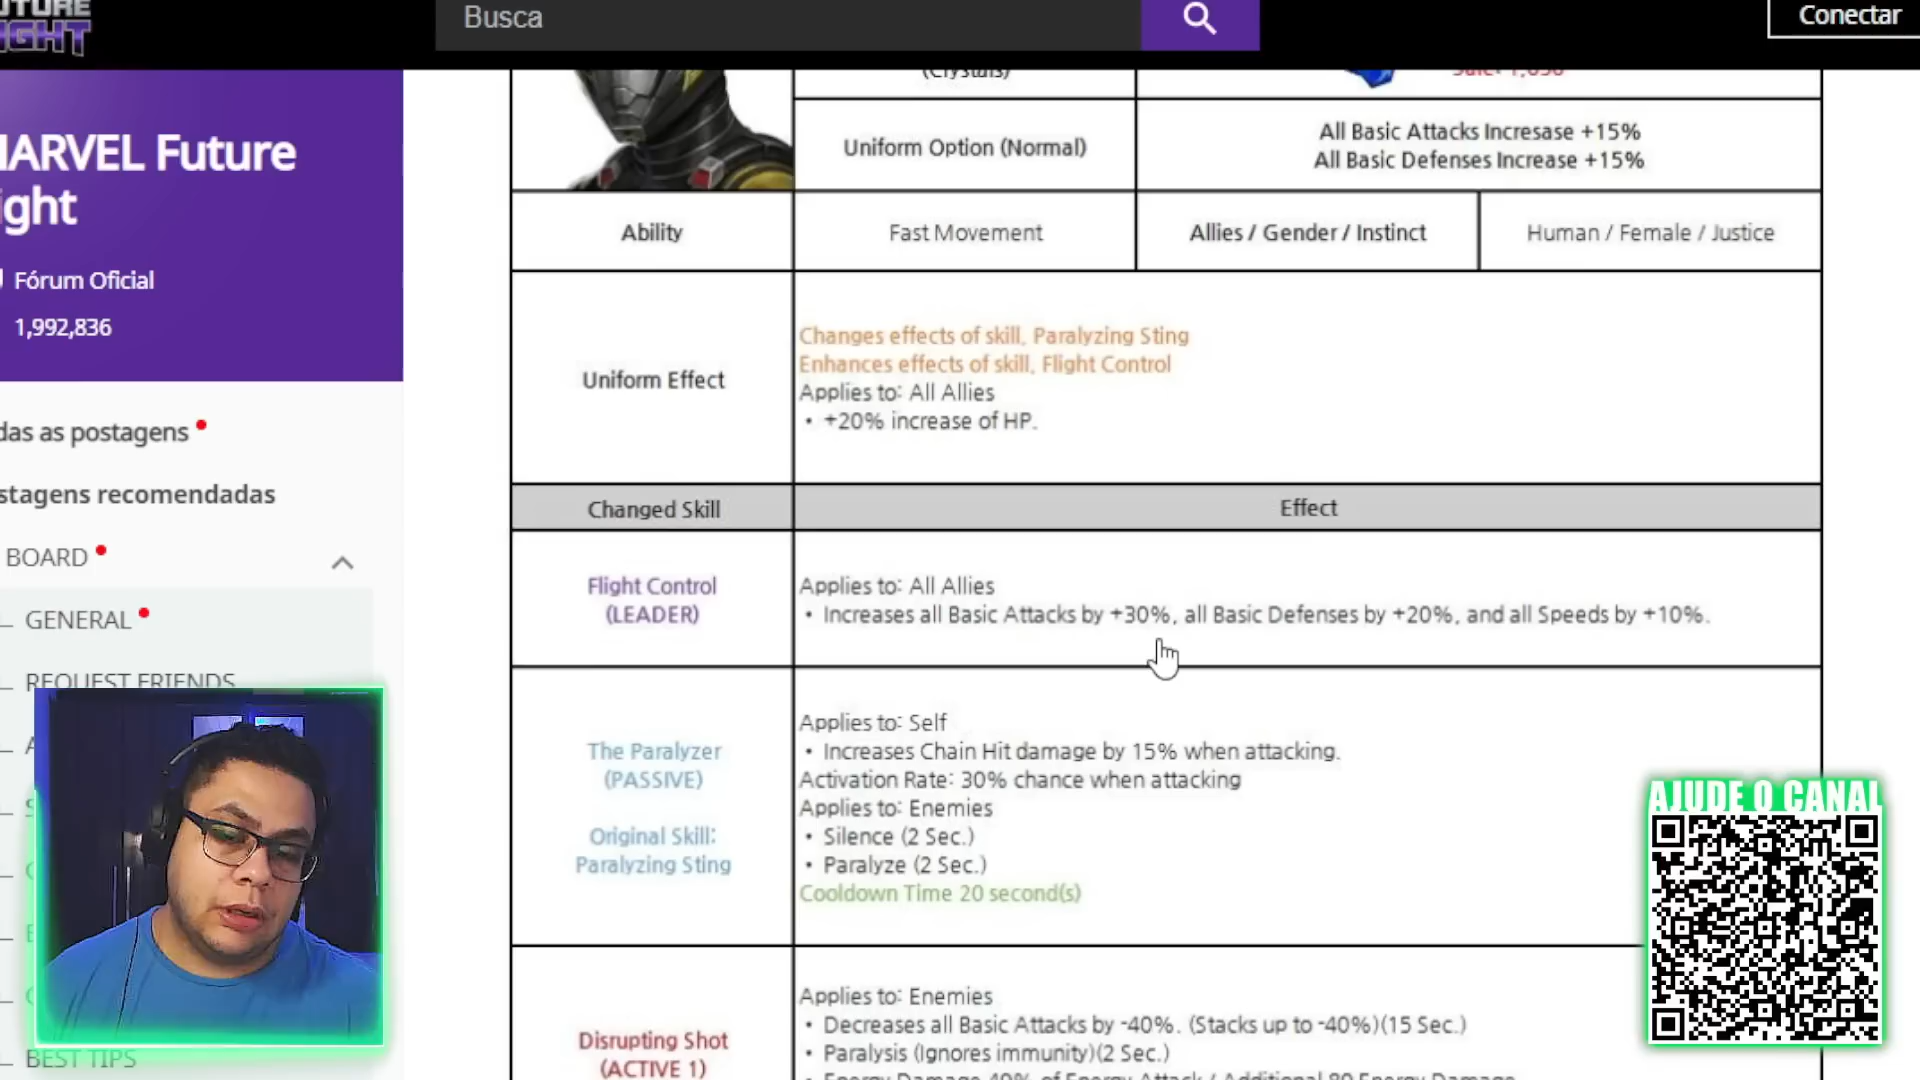 Busca
Conectar
MARVEL Future
ight
Fórum Oficial
1,992,836
das as postagens
stagens recomendadas
BOARD
GENERAL
REQUEST FRIENDS
BEST TIPS
(Crystals)
Uniform Option (Normal)
All Basic Attacks Incresase +15%
All Basic Defenses Increase +15%
Ability
Fast Movement
Allies / Gender / Instinct
Human / Female / Justice
Uniform Effect
Changes effects of skill, Paralyzing Sting
Enhances effects of skill, Flight Control
Applies to: All Allies
• +20% increase of HP.
Changed Skill
Effect
Flight Control
(LEADER)
Applies to: All Allies
• Increases all Basic Attacks by +30%, all Basic Defenses by +20%, and all Speeds by +10%.
The Paralyzer
(PASSIVE)
Original Skill:
Paralyzing Sting
Applies to: Self
• Increases Chain Hit damage by 15% when attacking.
Activation Rate: 30% chance when attacking
Applies to: Enemies
• Silence (2 Sec.)
• Paralyze (2 Sec.)
Cooldown Time 20 second(s)
Disrupting Shot
(ACTIVE 1)
Applies to: Enemies
• Decreases all Basic Attacks by -40%. (Stacks up to -40%)(15 Sec.)
• Paralysis (Ignores immunity)(2 Sec.)
AJUDE O CANAL